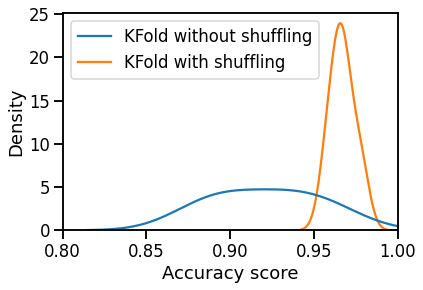 KFold without shuffling
KFold with shuffling
Density
25
20
15
10
5
0
0.80 0.85 0.90 0.95 1.00
Accuracy score